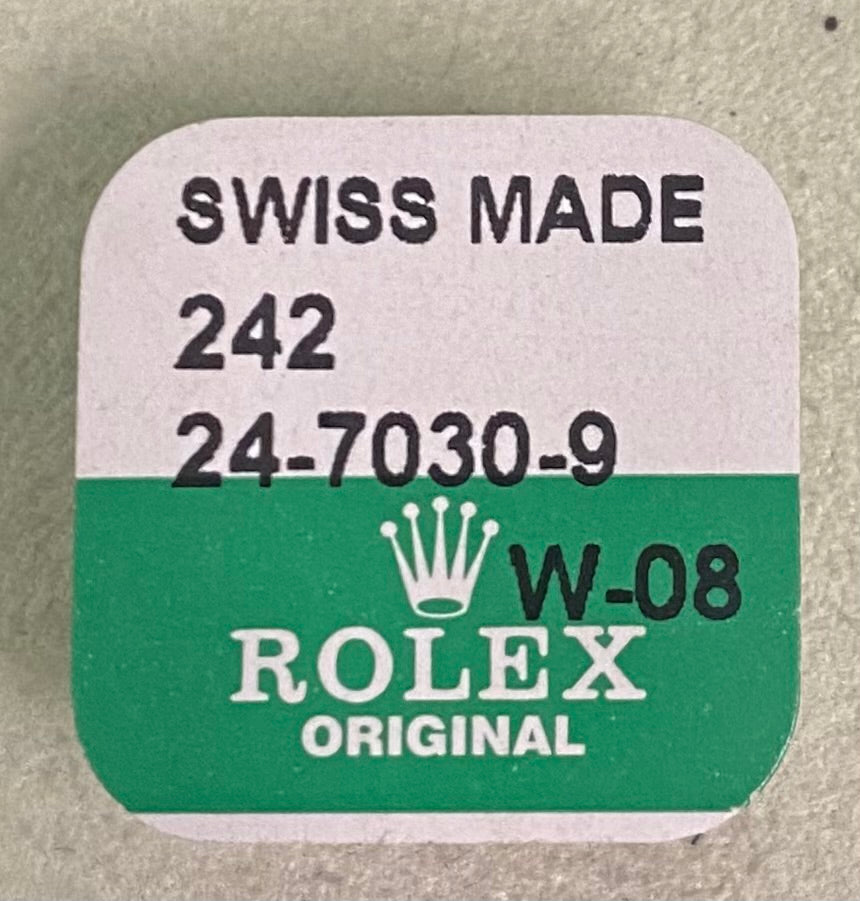 SWISS MADE
242
24-7030-9
W-08
ROLEX
ORIGINAL